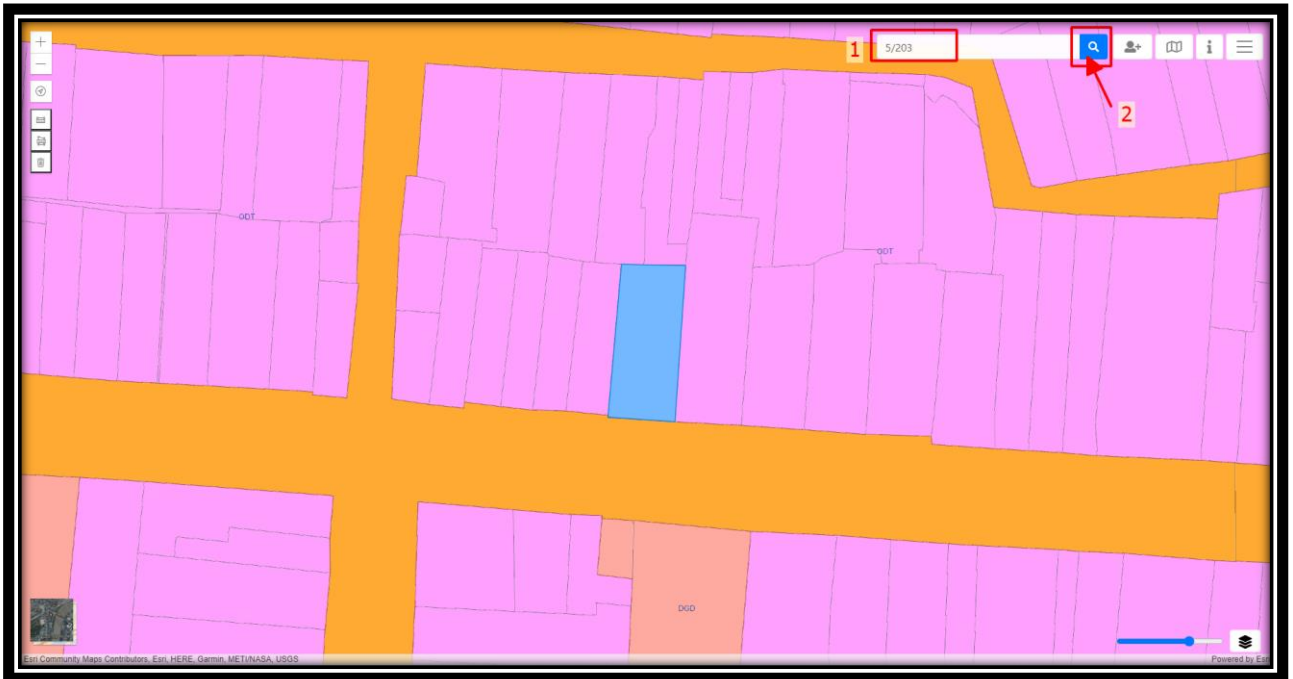 1
5/203
2
ODT
ODT
DGD
Esri Community Maps Contributors, Esri, HERE, Garmin, METI/NASA, USGS
Powered by Esri